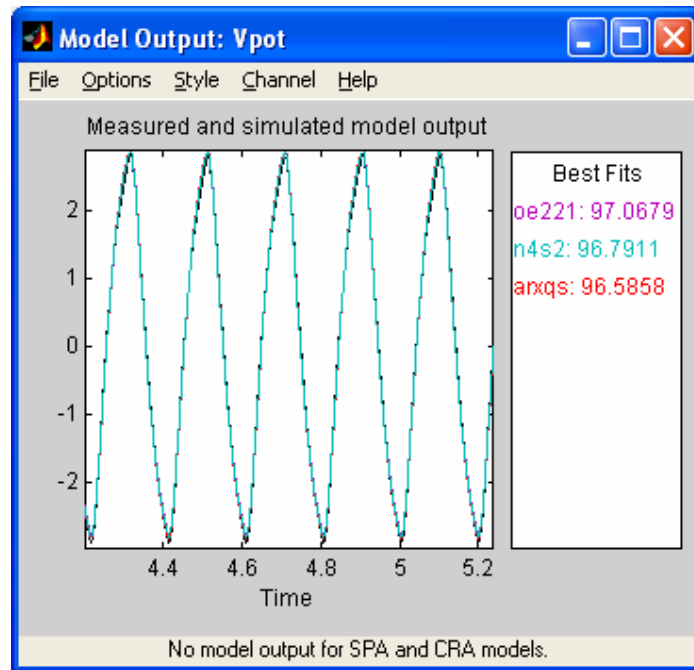 Model Output: Vpot
File Options Style Channel Help
Measured and simulated model output
2
1
0
-1
-2
4.4 4.6 4.8 5 5.2
Time
Best Fits
oe221: 97.0679
n4s2: 96.7911
arxqs: 96.5858
No model output for SPA and CRA models.